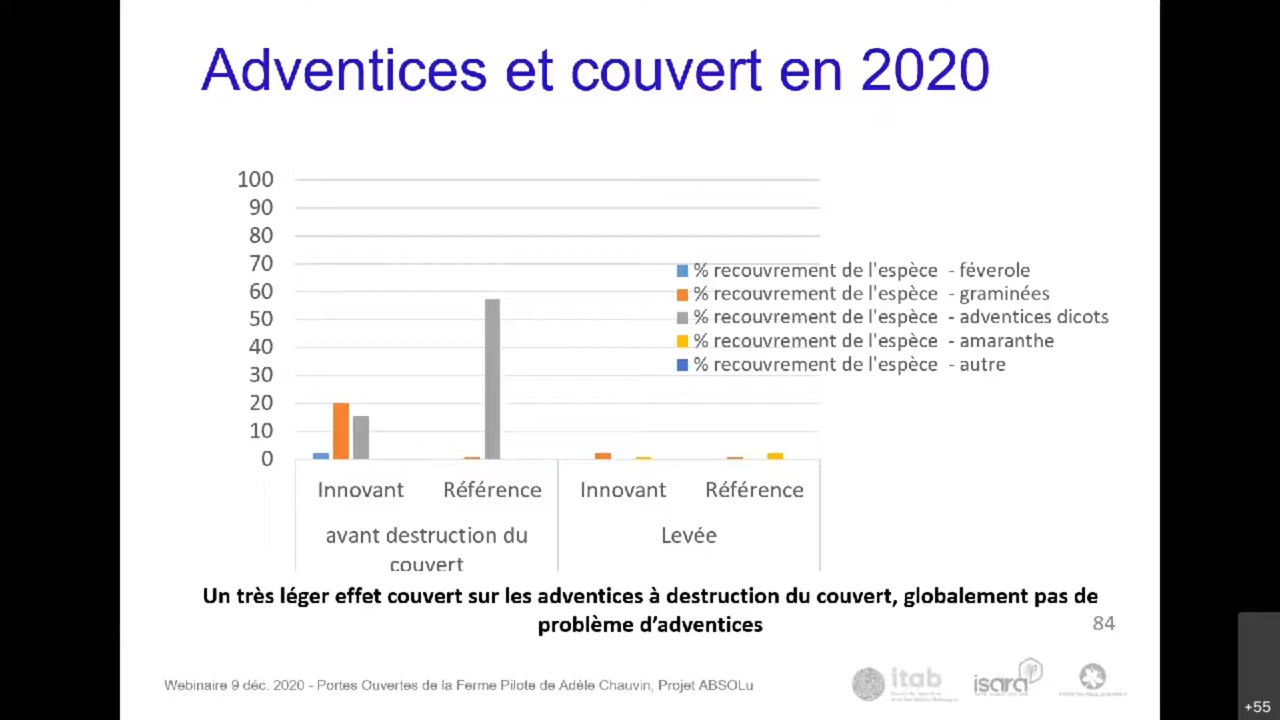 Adventices et couvert en 2020
100
90
80
70
60
50
40
30
20
10
0
% recouvrement de l'espèce - féverole
% recouvrement de l'espèce - graminées
% recouvrement de l'espèce - adventices dicots
% recouvrement de l'espèce - amaranthe
% recouvrement de l'espèce - autre
Innovant Référence Innovant Référence
avant destruction du couvert
Levée
Un très léger effet couvert sur les adventices à destruction du couvert, globalement pas de
problème d'adventices
84
Webinaire 9 déc. 2020 - Portes Ouvertes de la Ferme Pilote de Adèle Chauvin, Projet ABSOLu
itab
isara
+55